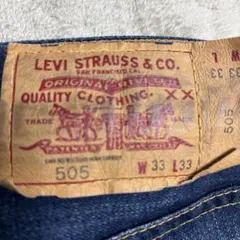 LEVI STRAUSS & CO.
SAN FRANCISCO, CAL.
ORIGINAL RIVETED
QUALITY CLOTHING. XX
TRADE MARK
PATENTED
505 W 33 L 33
33 33
505